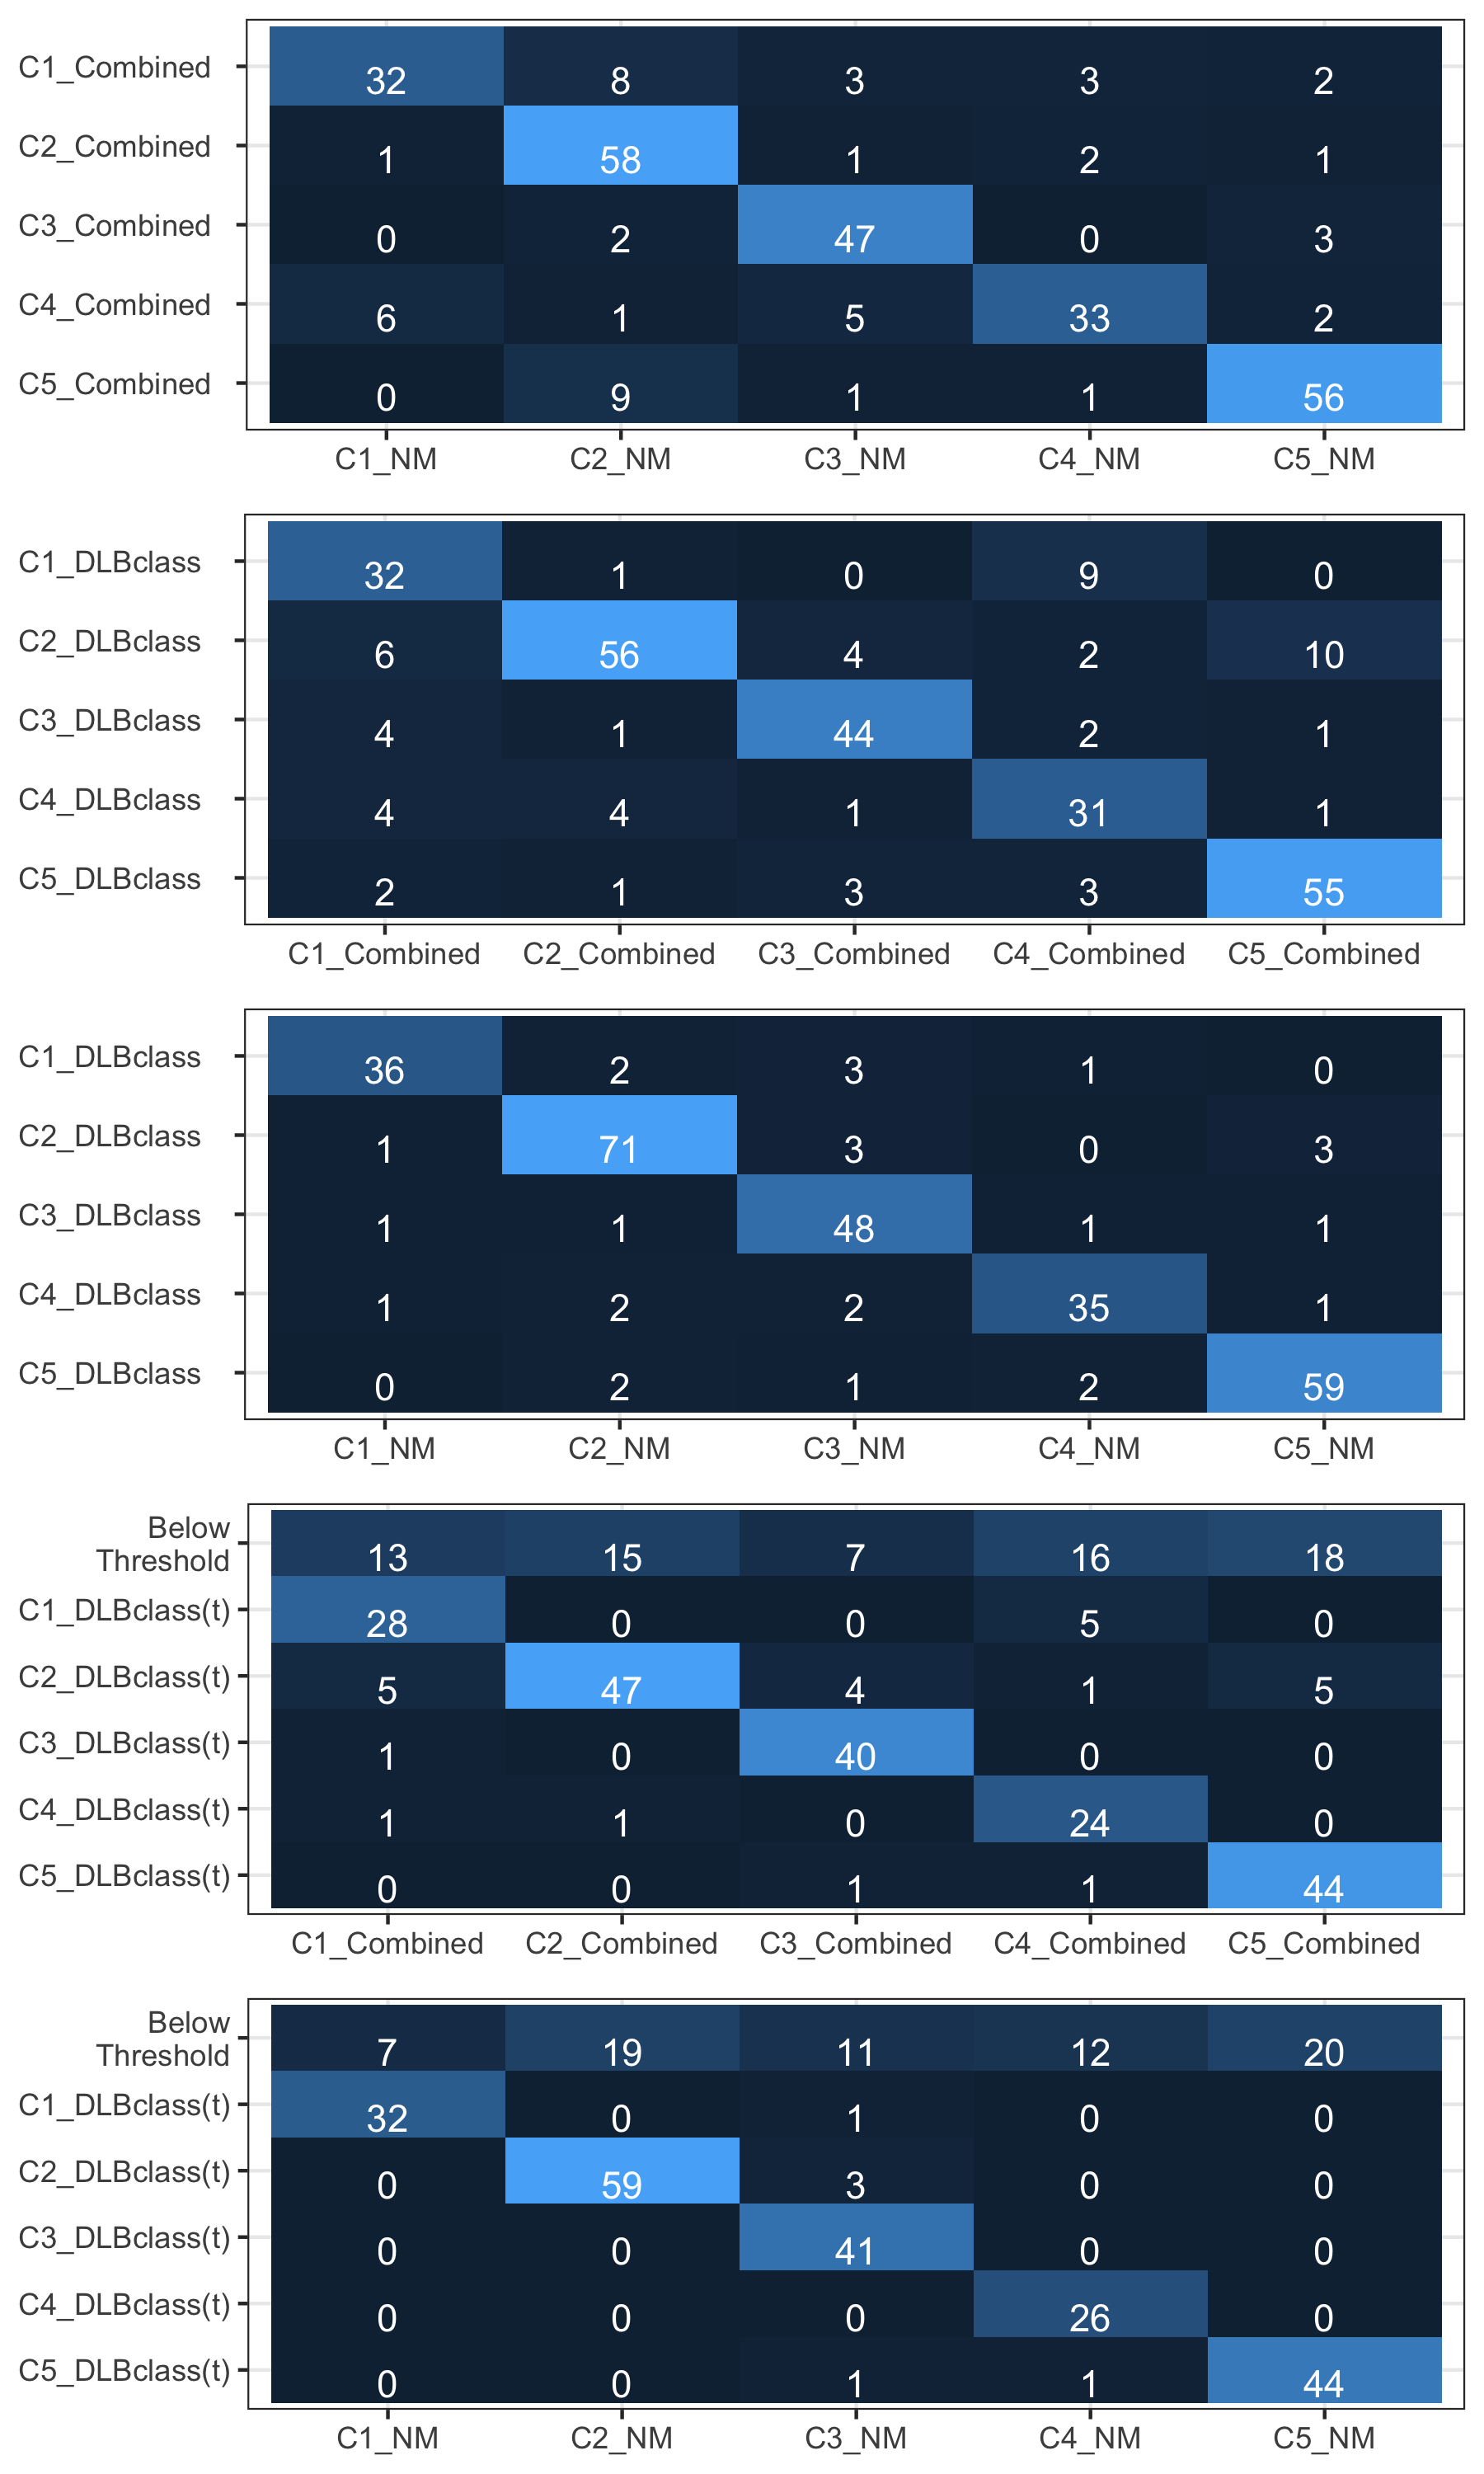 C1_Combined 32 8 3 3 2
C2_Combined 1 58 1 2 1
C3_Combined 0 2 47 0 3
C4_Combined 6 1 5 33 2
C5_Combined 0 9 1 1 56
C1_NM C2_NM C3_NM C4_NM C5_NM
C1_DLBclass 32 1 0 9 0
C2_DLBclass 6 56 4 2 10
C3_DLBclass 4 1 44 2 1
C4_DLBclass 4 4 1 31 1
C5_DLBclass 2 1 3 3 55
C1_Combined C2_Combined C3_Combined C4_Combined C5_Combined
C1_DLBclass 36 2 3 1 0
C2_DLBclass 1 71 3 0 3
C3_DLBclass 1 1 48 1 1
C4_DLBclass 1 2 2 35 1
C5_DLBclass 0 2 1 2 59
C1_NM C2_NM C3_NM C4_NM C5_NM
Below
Threshold 13 15 7 16 18
C1_DLBclass(t) 28 0 0 5 0
C2_DLBclass(t) 5 47 4 1 5
C3_DLBclass(t) 1 0 40 0 0
C4_DLBclass(t) 1 1 0 24 0
C5_DLBclass(t) 0 0 1 1 44
C1_Combined C2_Combined C3_Combined C4_Combined C5_Combined
Below
Threshold 7 19 11 12 20
C1_DLBclass(t) 32 0 1 0 0
C2_DLBclass(t) 0 59 3 0 0
C3_DLBclass(t) 0 0 41 0 0
C4_DLBclass(t) 0 0 0 26 0
C5_DLBclass(t) 0 0 1 1 44
C1_NM C2_NM C3_NM C4_NM C5_NM